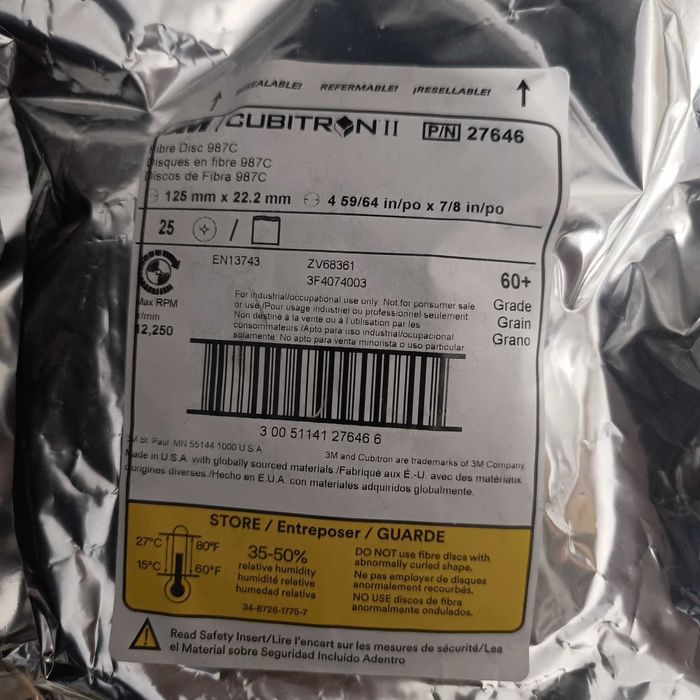 REFERMABLE! ¡RESELLABLE!
CUBITRON II P/N 27646
Fibre Disc 987C
Disques en fibre 987C
Discos de Fibra 987C
125 mm x 22.2 mm 4 59/64 in/po x 7/8 in/po
25 /
EN13743 ZV68361
3F4074003
60+
Grade
Grain
Grano
Max RPM
r/min
12,250
For industrial/occupational use only. Not for consumer sale
or use./Pour usage industriel ou professionnel seulement.
Non destiné à la vente ou à l'utilisation par les
consommateurs./Apto para uso industrial/ocupacional
solamente. No apto para venta minorista o uso particular.
3 00 51141 27646 6
3M St. Paul, MN 55144-1000 U.S.A.
3M and Cubitron are trademarks of 3M Company.
Made in U.S.A. with globally sourced materials./Fabriqué aux É.-U. avec des matériaux
d'origines diverses./Hecho en E.U.A. con materiales adquiridos globalmente.
STORE / Entreposer / GUARDE
27°C 80°F
15°C 60°F
35-50%
relative humidity
humidité relative
humedad relativa
34-8726-1775-7
DO NOT use fibre discs with
abnormally curled shape.
Ne pas employer de disques
anormalement recourbés.
NO USE discos de fibra
anormalmente ondulados.
Read Safety Insert/Lire l'encart sur les mesures de sécurité/Lea
el Material sobre Seguridad Incluido Adentro